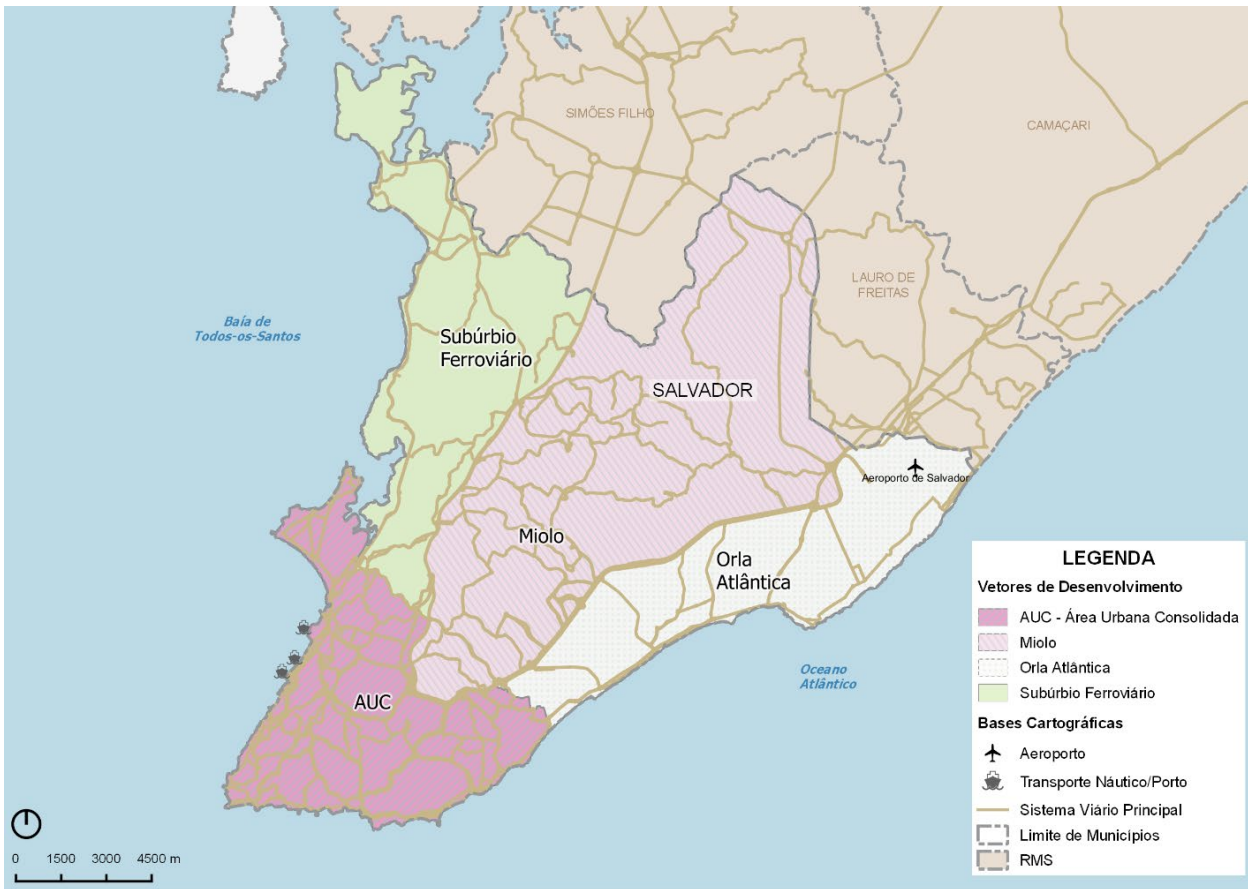 SIMÕES FILHO
CAMAÇARI
LAURO DE
FREITAS
Baía de
Todos-os-Santos
Subúrbio
Ferroviário
SALVADOR
Aeroporto de Salvador
Miolo
Orla
Atlântica
Oceano
Atlântico
AUC
0 1500 3000 4500 m
LEGENDA
Vetores de Desenvolvimento
AUC - Área Urbana Consolidada
Miolo
Orla Atlântica
Subúrbio Ferroviário
Bases Cartográficas
Aeroporto
Transporte Náutico/Porto
Sistema Viário Principal
Limite de Municípios
RMS